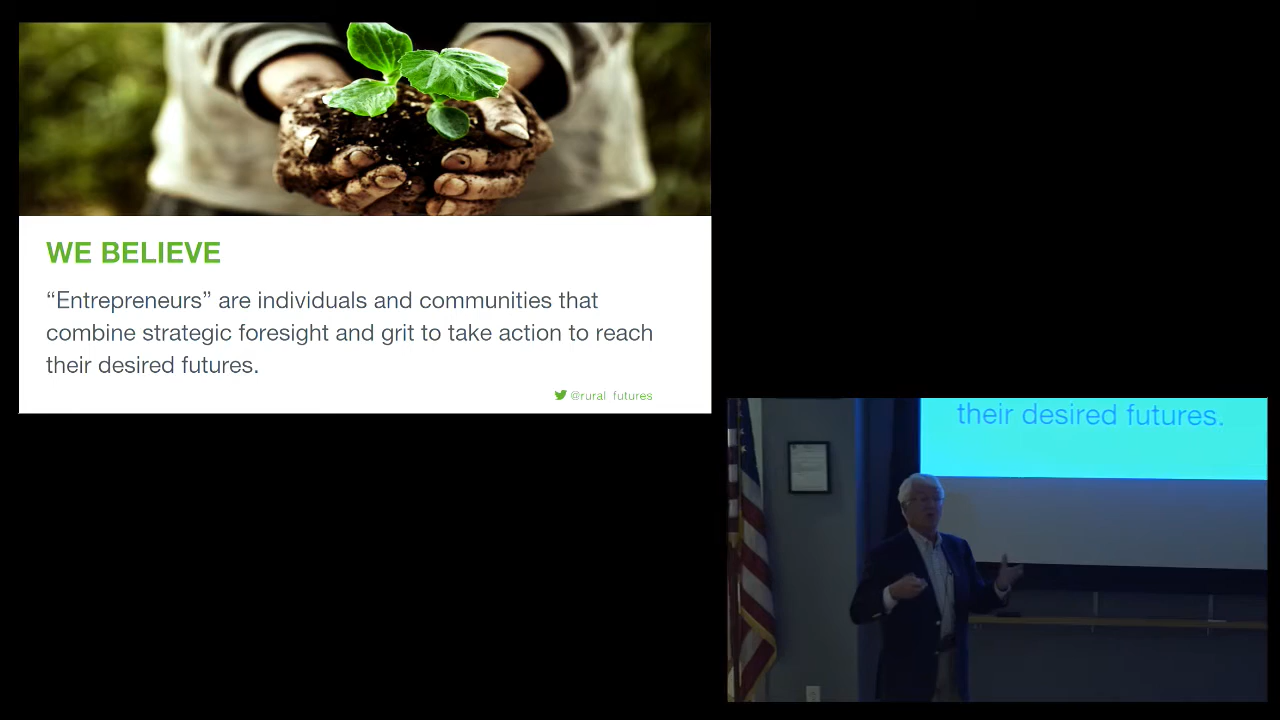 WE BELIEVE
“Entrepreneurs” are individuals and communities that
combine strategic foresight and grit to take action to reach
their desired futures.
@rural_futures
their desired futures.